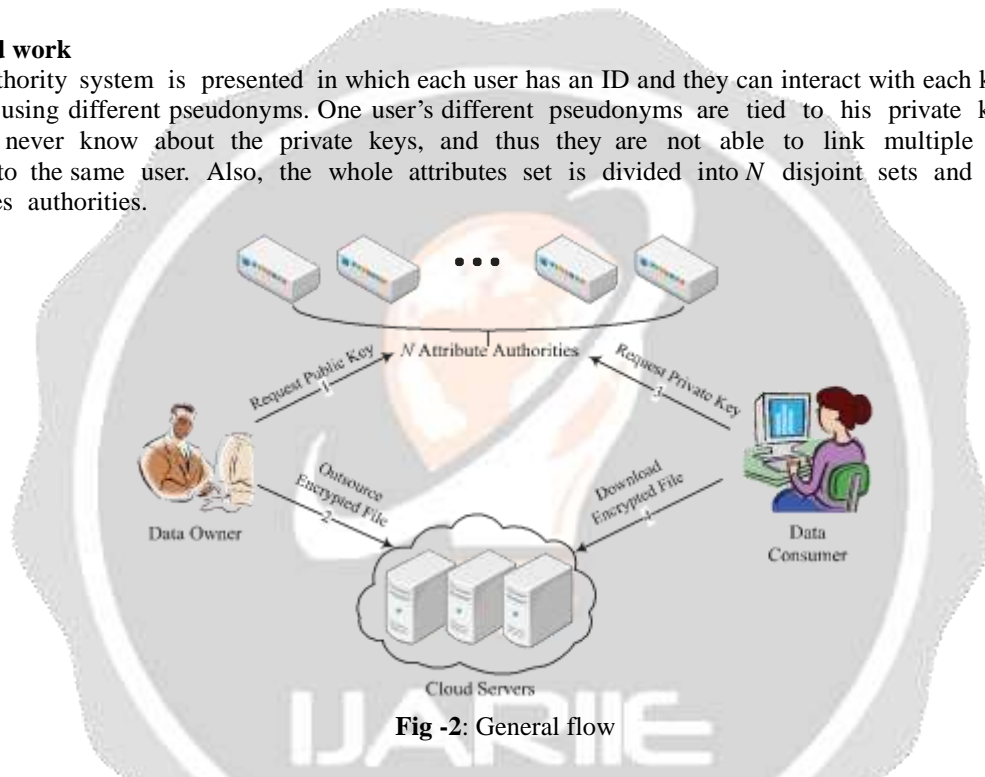 d work
thority system is presented in which each user has an ID and they can interact with each k
using different pseudonyms. One user's different pseudonyms are tied to his private k
never know about the private keys, and thus they are not able to link multiple
to the same user. Also, the whole attributes set is divided into N disjoint sets and
es authorities.
N Attribute Authorities
Request Public Key
1
Request Private Key
3
Outsource
Encrypted File
2
Download
Encrypted File
4
Data Owner
Data
Consumer
Cloud Servers
Fig -2: General flow
IJARIIE